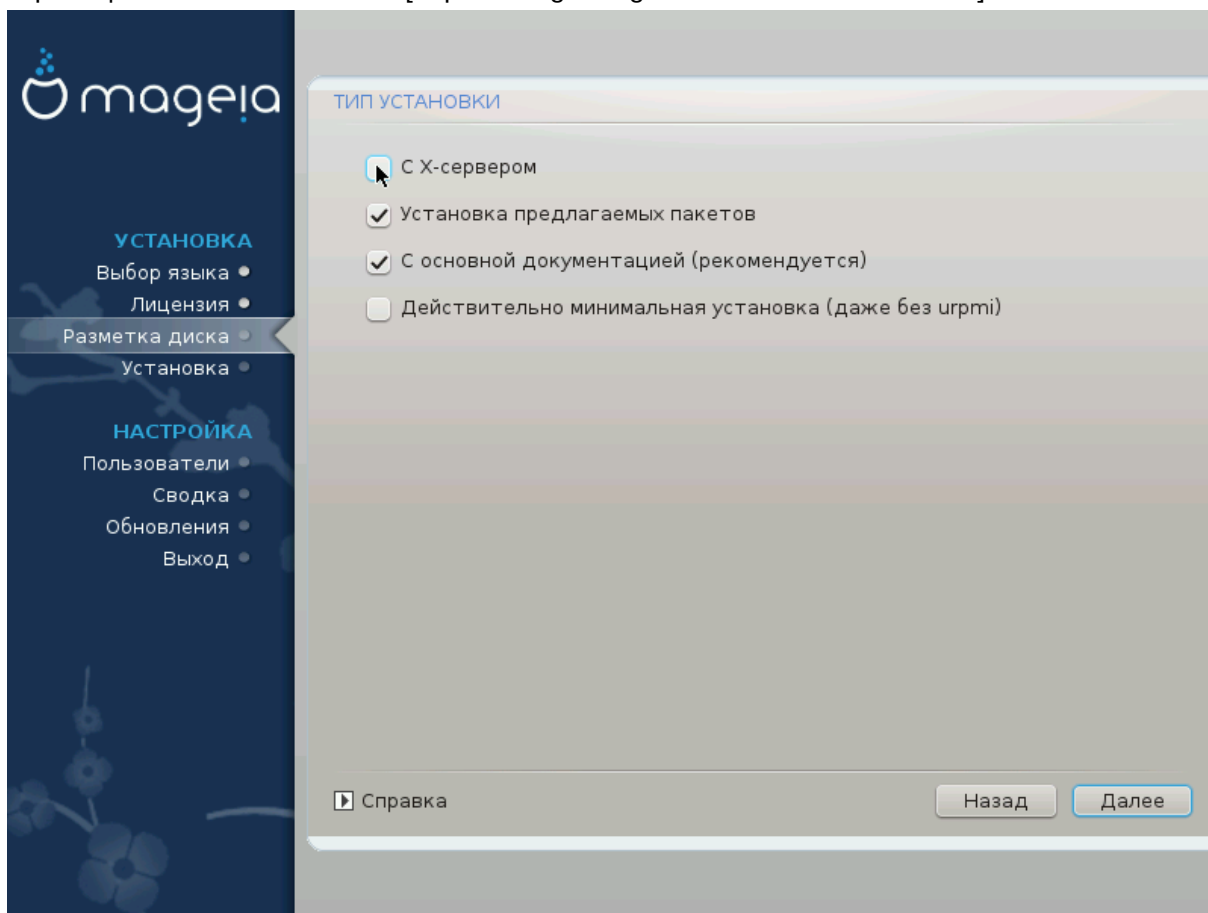 mageia
ТИП УСТАНОВКИ
С X-сервером
Установка предлагаемых пакетов
С основной документацией (рекомендуется)
Действительно минимальная установка (даже без urpmi)
УСТАНОВКА
Выбор языка
Лицензия
Разметка диска
Установка
НАСТРОЙКА
Пользователи
Сводка
Обновления
Выход
Справка
Назад
Далее